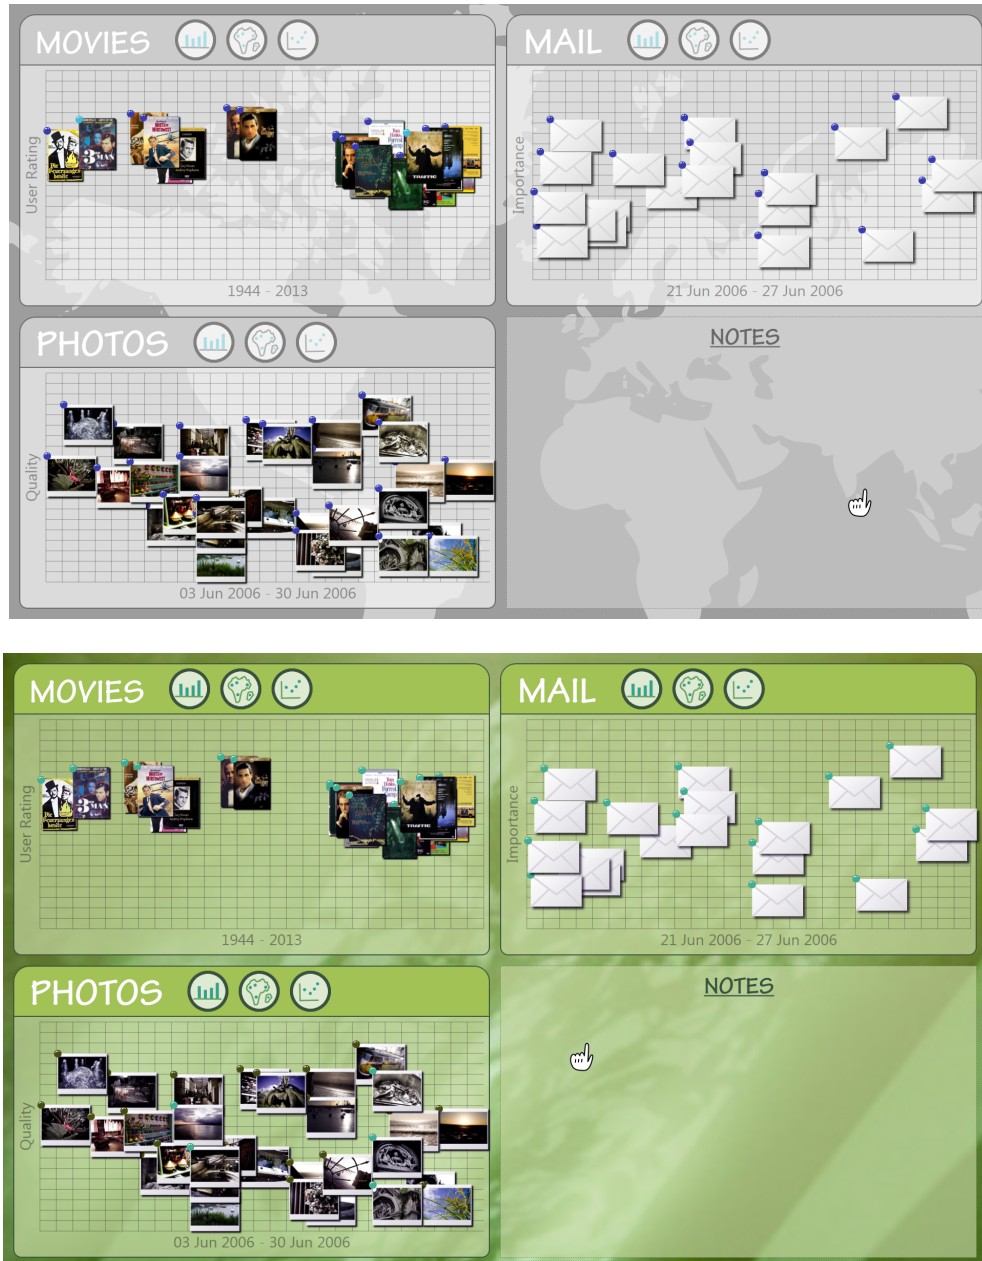 MOVIES
User Rating
1944 - 2013
MAIL
Importance
21 Jun 2006 - 27 Jun 2006
PHOTOS
Quality
03 Jun 2006 - 30 Jun 2006
NOTES
TRAFFIC
MOVIES
User Rating
1944 - 2013
MAIL
Importance
21 Jun 2006 - 27 Jun 2006
PHOTOS
Quality
03 Jun 2006 - 30 Jun 2006
NOTES
TRAFFIC